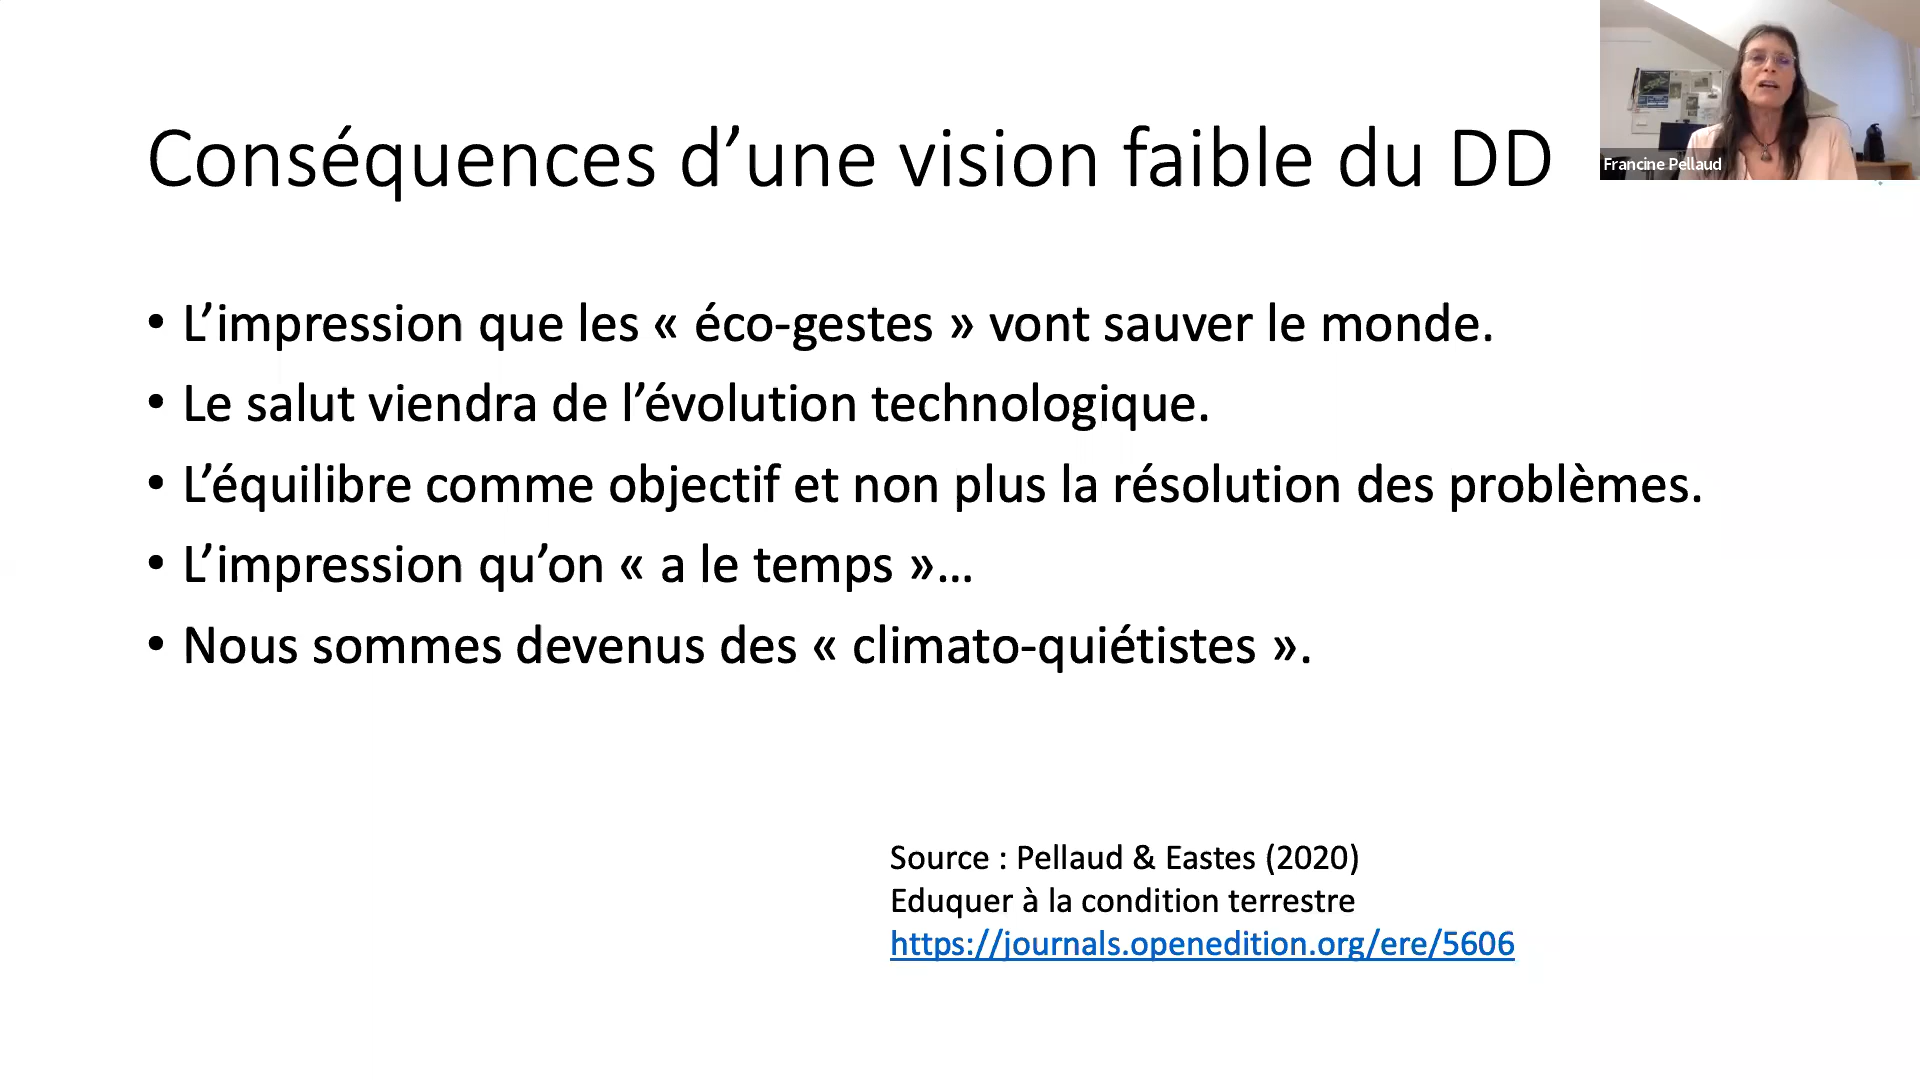 Conséquences d’une vision faible du DD
Francine Pellaud
• L’impression que les « éco-gestes » vont sauver le monde.
• Le salut viendra de l’évolution technologique.
• L’équilibre comme objectif et non plus la résolution des problèmes.
• L’impression qu’on « a le temps »…
• Nous sommes devenus des « climato-quiétistes ».
Source : Pellaud & Eastes (2020)
Eduquer à la condition terrestre
https://journals.openedition.org/ere/5606